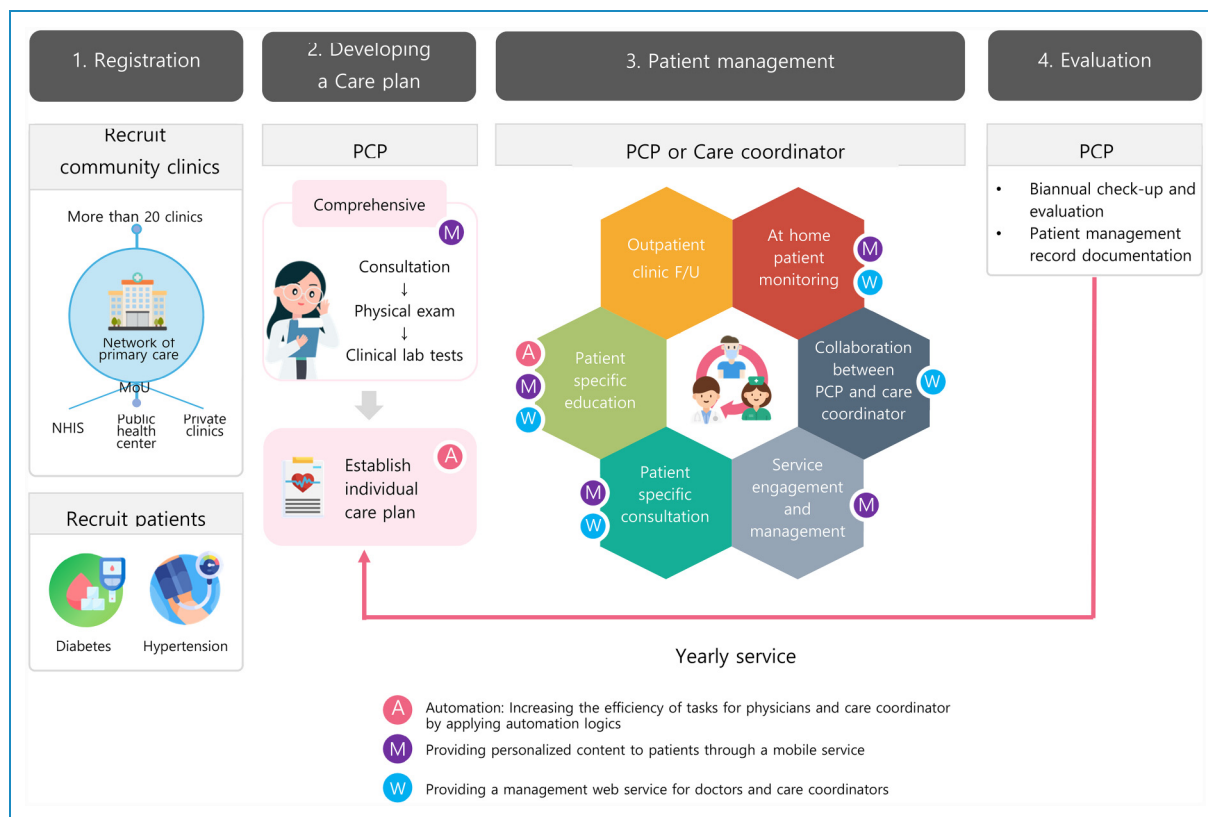 1. Registration
2. Developing
a Care plan
3. Patient management
4. Evaluation
Recruit
community clinics
More than 20 clinics
Network of
primary care
MoU
NHIS
Public
health
center
Private
clinics
Recruit patients
Diabetes
Hypertension
PCP
Comprehensive
M
Consultation
↓
Physical exam
↓
Clinical lab tests
Establish
individual
care plan
A
PCP or Care coordinator
Outpatient
clinic F/U
At home
patient
monitoring
M
W
Patient
specific
education
A
M
W
Collaboration
between
PCP and care
coordinator
W
Patient
specific
consultation
M
W
Service
engagement
and
management
M
PCP
• Biannual check-up and
evaluation
• Patient management
record documentation
Yearly service
A Automation: Increasing the efficiency of tasks for physicians and care coordinator
by applying automation logics
M Providing personalized content to patients through a mobile service
W Providing a management web service for doctors and care coordinators